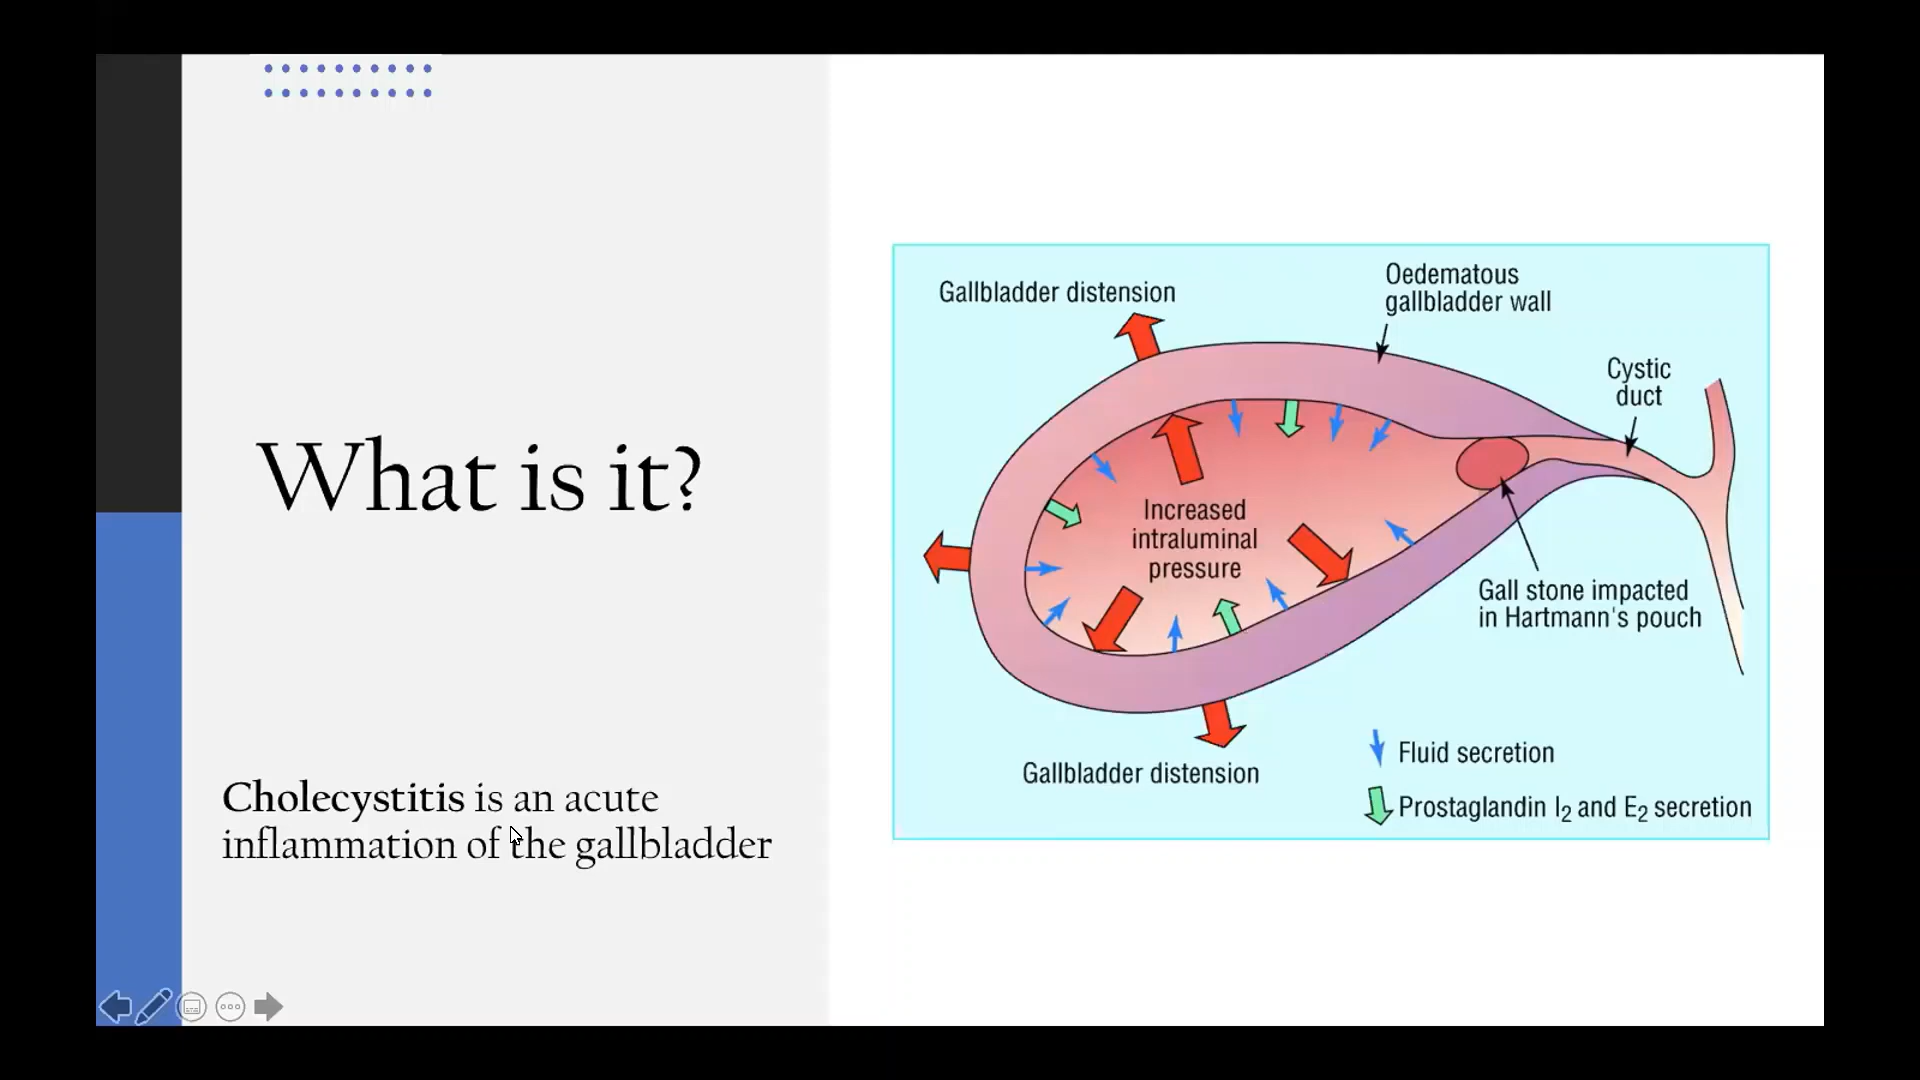 What is it?
Cholecystitis is an acute
inflammation of the gallbladder
Gallbladder distension
Oedematous
gallbladder wall
Cystic
duct
Increased
intraluminal
pressure
Gall stone impacted
in Hartmann's pouch
Gallbladder distension
Fluid secretion
Prostaglandin I₂ and E₂ secretion